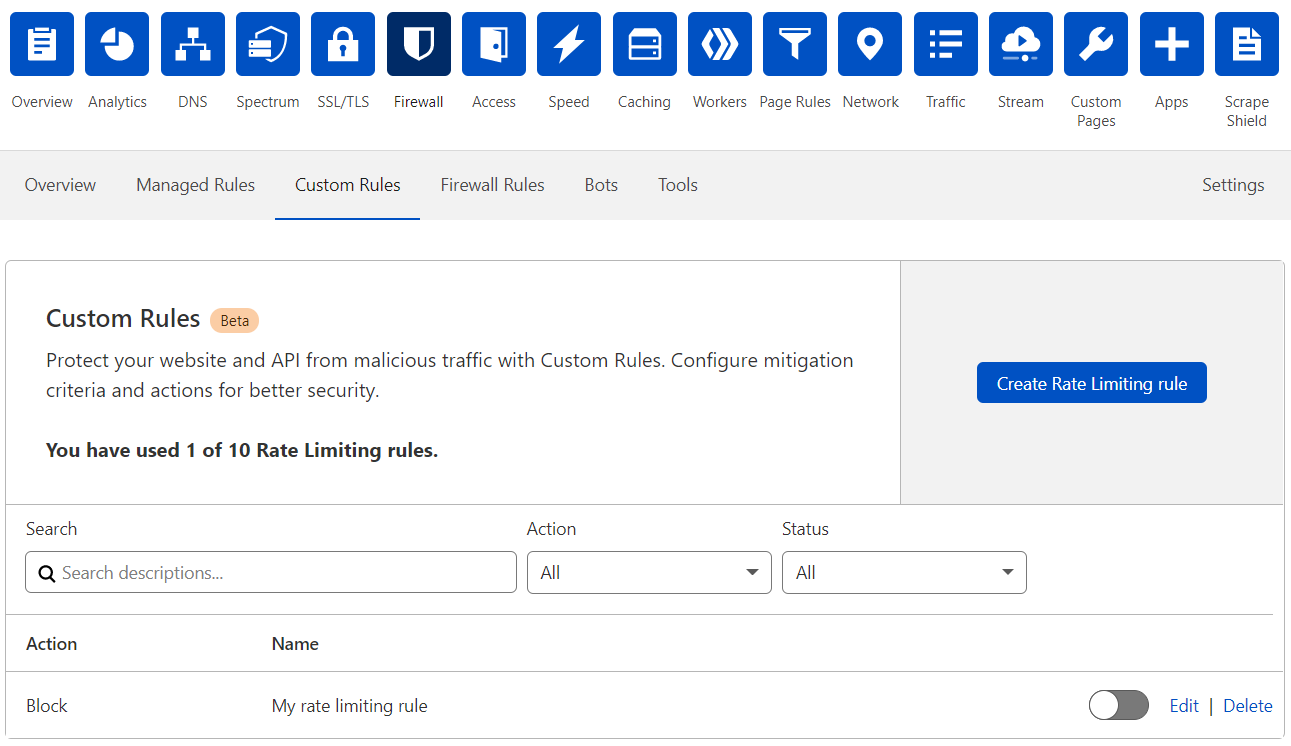 Overview Analytics DNS Spectrum SSL/TLS Firewall Access Speed Caching Workers Page Rules Network Traffic Stream Custom Pages Apps Scrape Shield
Overview Managed Rules Custom Rules Firewall Rules Bots Tools Settings
Custom Rules Beta
Protect your website and API from malicious traffic with Custom Rules. Configure mitigation
criteria and actions for better security.
Create Rate Limiting rule
You have used 1 of 10 Rate Limiting rules.
Search Action Status
Search descriptions... All All
Action Name
Block My rate limiting rule Edit | Delete